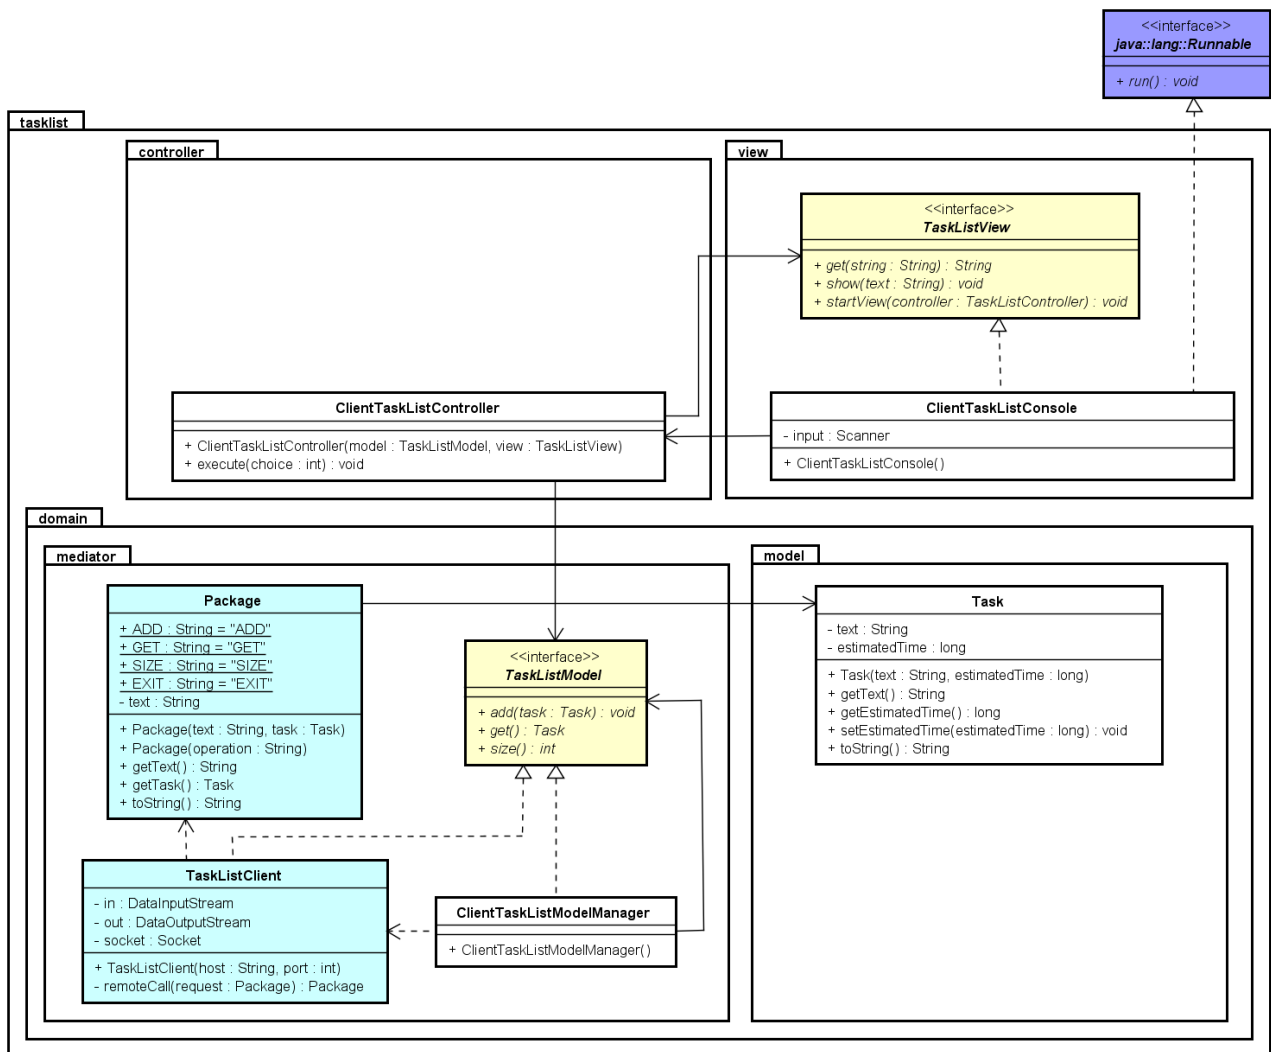 <<interface>>
java::lang::Runnable
+ run() : void
tasklist
controller
view
<<interface>>
TaskListView
+ get(string : String) : String
+ show(text : String) : void
+ startView(controller : TaskListController) : void
ClientTaskListController
+ ClientTaskListController(model : TaskListModel, view : TaskListView)
+ execute(choice : int) : void
ClientTaskListConsole
- input : Scanner
+ ClientTaskListConsole()
domain
mediator
model
Package
+ ADD : String = "ADD"
+ GET : String = "GET"
+ SIZE : String = "SIZE"
+ EXIT : String = "EXIT"
- text : String
+ Package(text : String, task : Task)
+ Package(operation : String)
+ getText() : String
+ getTask() : Task
+ toString() : String
<<interface>>
TaskListModel
+ add(task : Task) : void
+ get() : Task
+ size() : int
Task
- text : String
- estimatedTime : long
+ Task(text : String, estimatedTime : long)
+ getText() : String
+ getEstimatedTime() : long
+ setEstimatedTime(estimatedTime : long) : void
+ toString() : String
TaskListClient
- in : DataInputStream
- out : DataOutputStream
- socket : Socket
+ TaskListClient(host : String, port : int)
- remoteCall(request : Package) : Package
ClientTaskListModelManager
+ ClientTaskListModelManager()